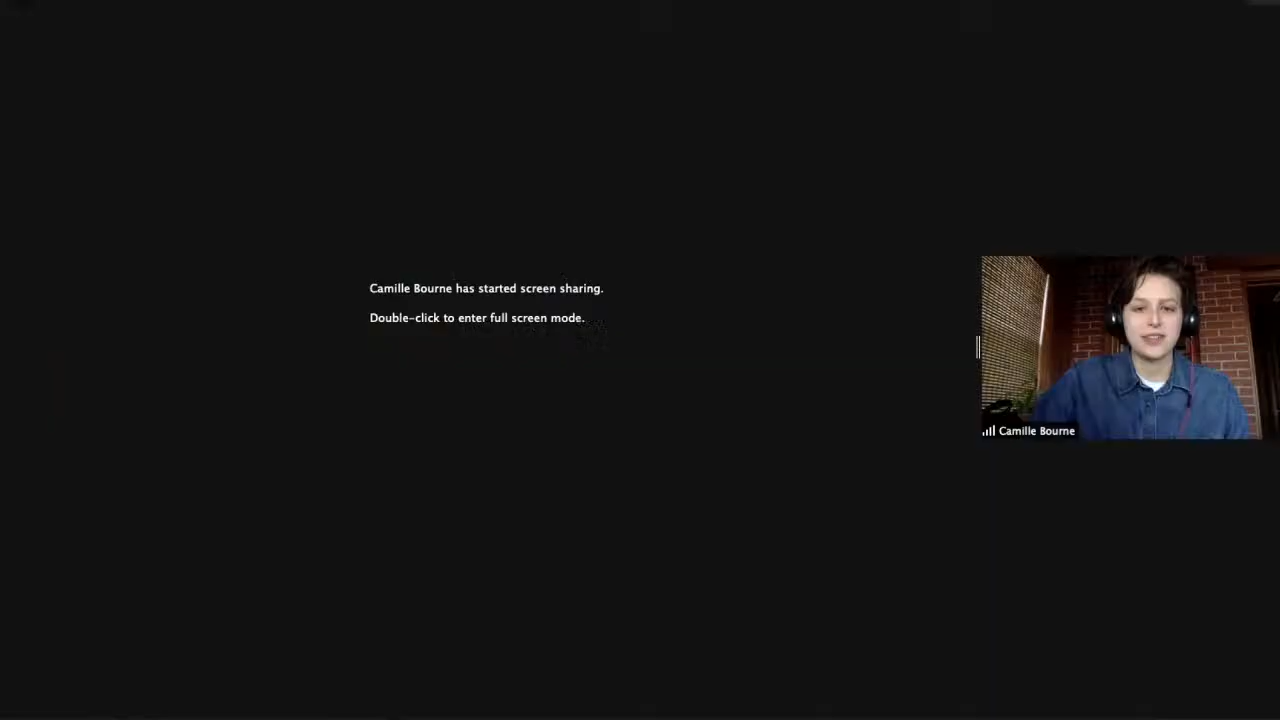 Camille Bourne has started screen sharing.
Double-click to enter full screen mode.
Camille Bourne